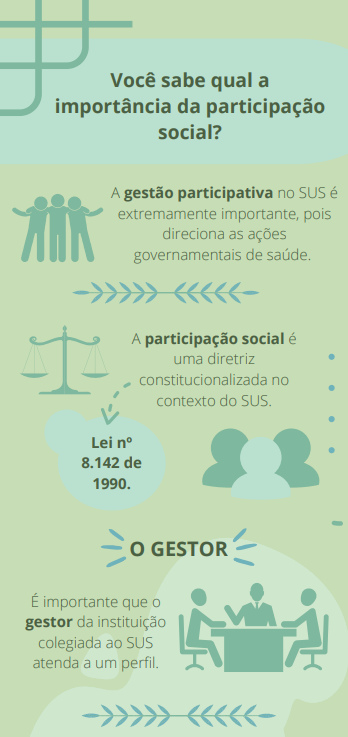 Você sabe qual a
importância da participação
social?
A gestão participativa no SUS é
extremamente importante, pois
direciona as ações
governamentais de saúde.
A participação social é
uma diretriz
constitucionalizada no
contexto do SUS.
Lei nº
8.142 de
1990.
O GESTOR
É importante que o
gestor da instituição
colegiada ao SUS
atenda a um perfil.